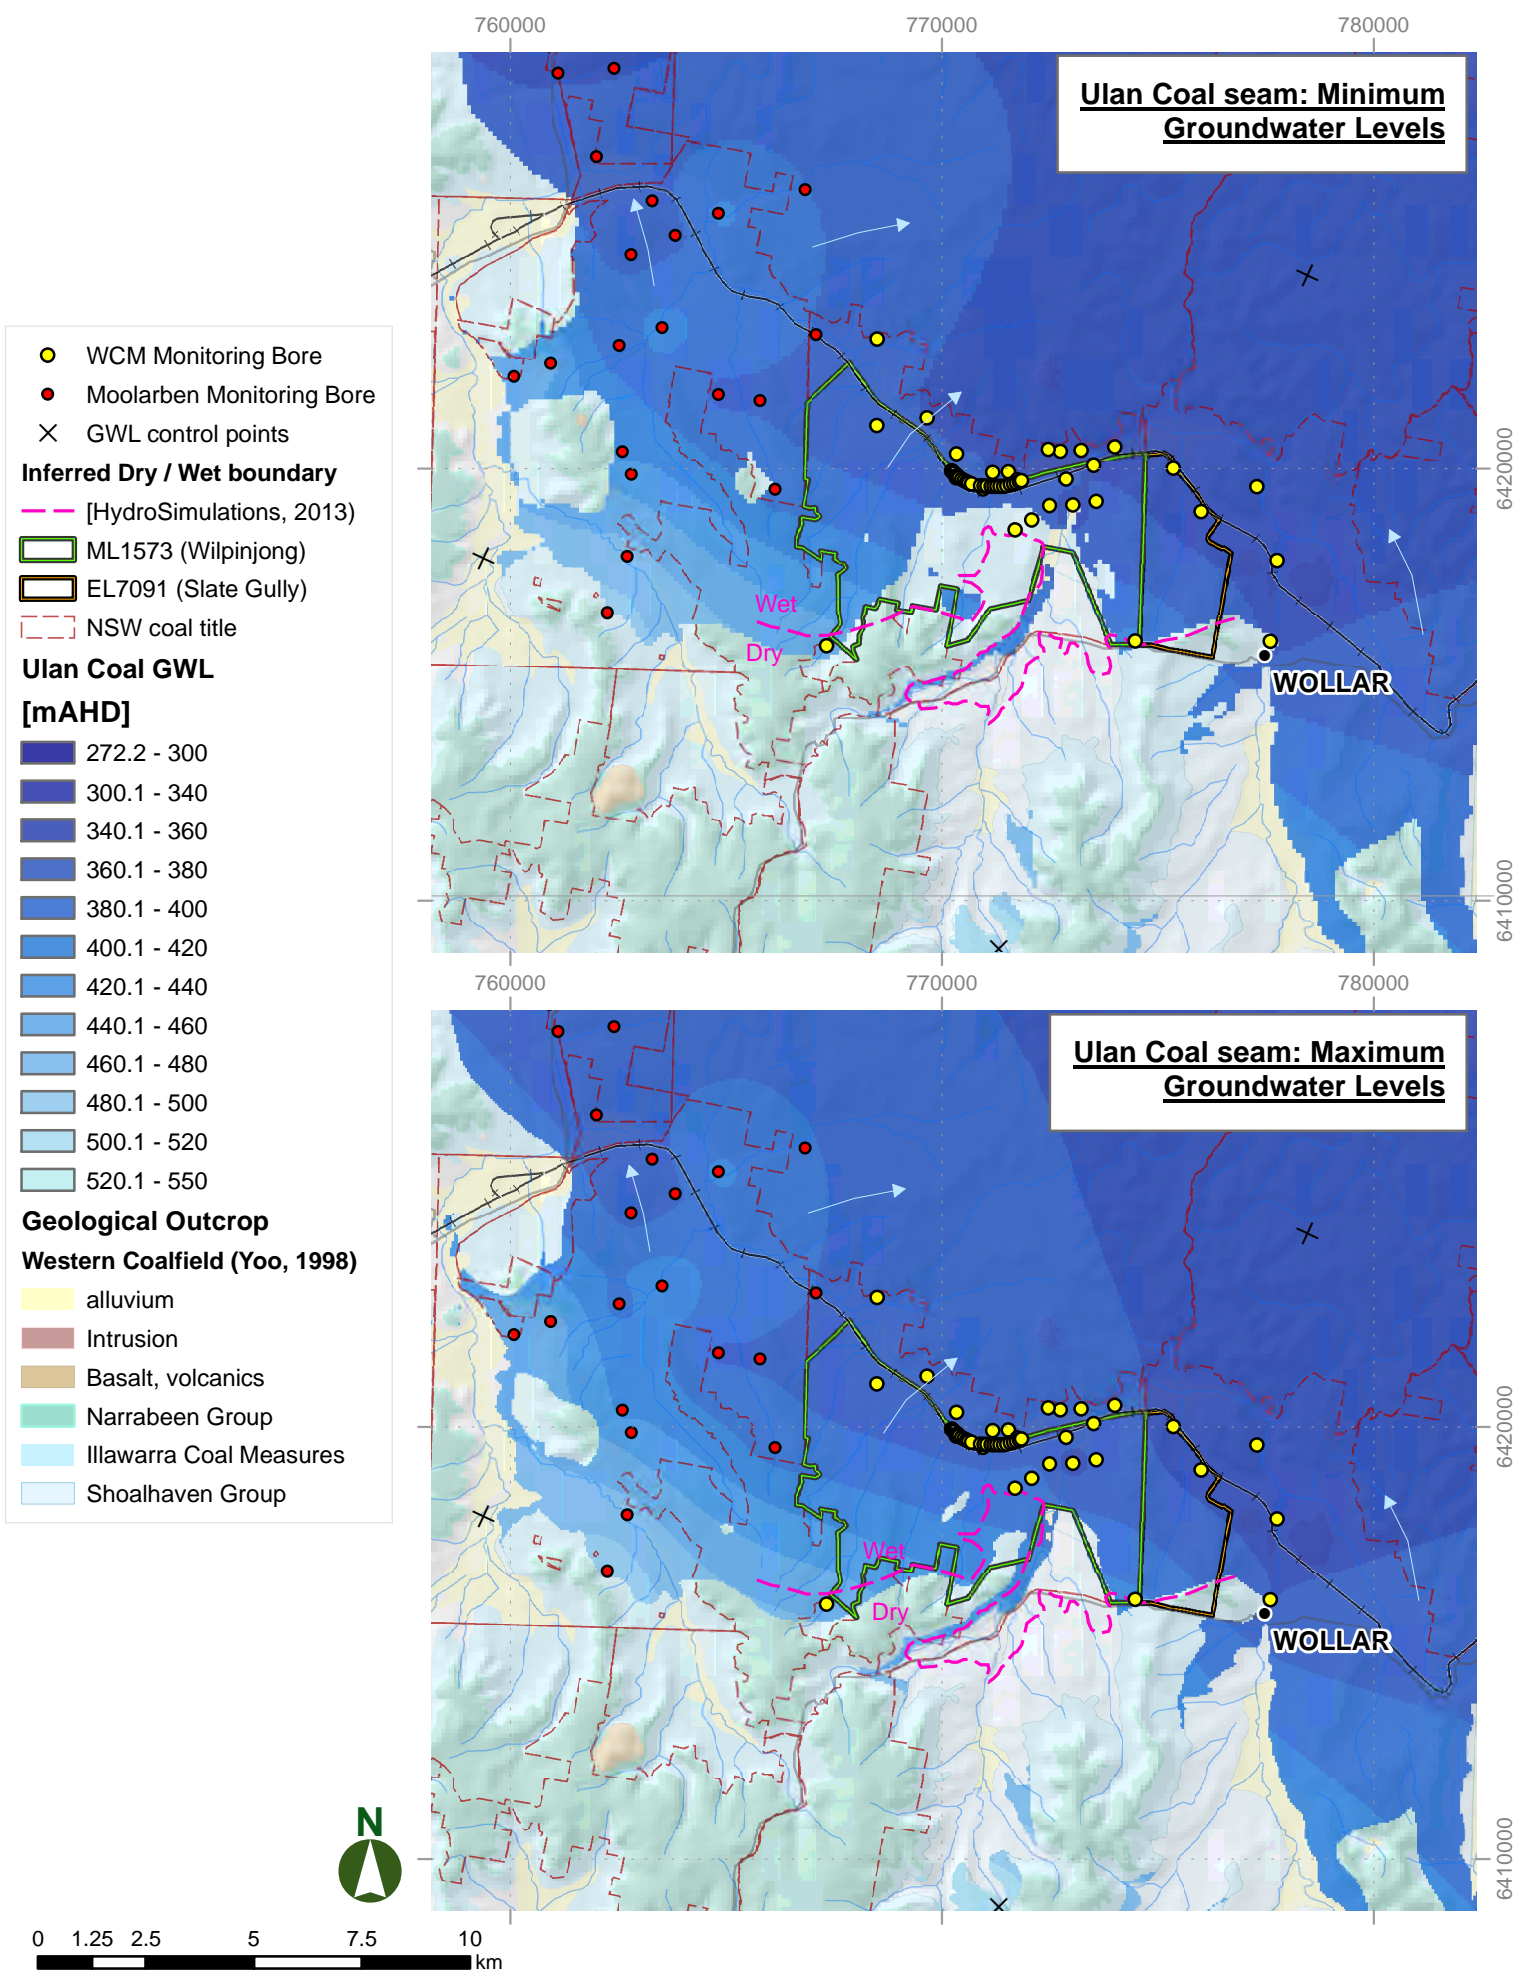 760000
770000
780000
Ulan Coal seam: Minimum
Groundwater Levels
6420000
6410000
Wet
Dry
WOLLAR
WCM Monitoring Bore
Moolarben Monitoring Bore
GWL control points
Inferred Dry / Wet boundary
[HydroSimulations, 2013)
ML1573 (Wilpinjong)
EL7091 (Slate Gully)
NSW coal title
Ulan Coal GWL
[mAHD]
272.2 - 300
300.1 - 340
340.1 - 360
360.1 - 380
380.1 - 400
400.1 - 420
420.1 - 440
440.1 - 460
460.1 - 480
480.1 - 500
500.1 - 520
520.1 - 550
Geological Outcrop
Western Coalfield (Yoo, 1998)
alluvium
Intrusion
Basalt, volcanics
Narrabeen Group
Illawarra Coal Measures
Shoalhaven Group
760000
770000
780000
Ulan Coal seam: Maximum
Groundwater Levels
6420000
6410000
Wet
Dry
WOLLAR
N
0 1.25 2.5 5 7.5 10
km